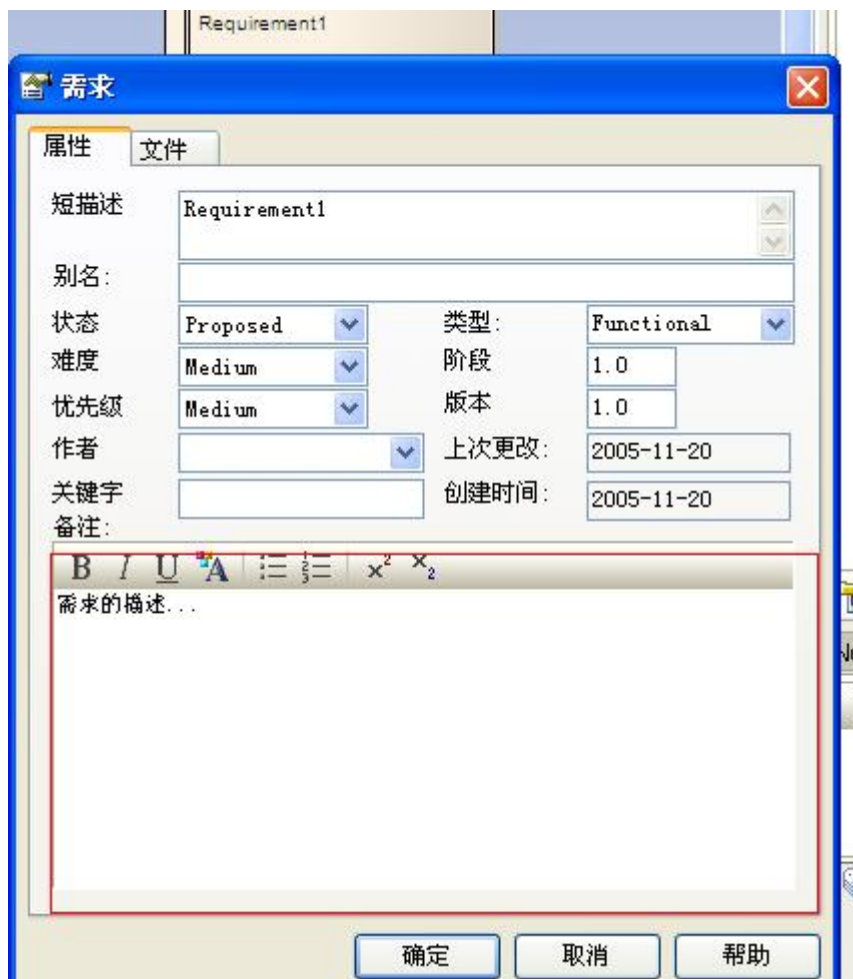 Requirement1
需求
属性 文件
短描述 Requirement1
别名:
状态 Proposed 类型: Functional
难度 Medium 阶段 1.0
优先级 Medium 版本 1.0
作者 上次更改: 2005-11-20
关键字 创建时间: 2005-11-20
备注:
B I U A x² x₂
需求的描述...
确定 取消 帮助